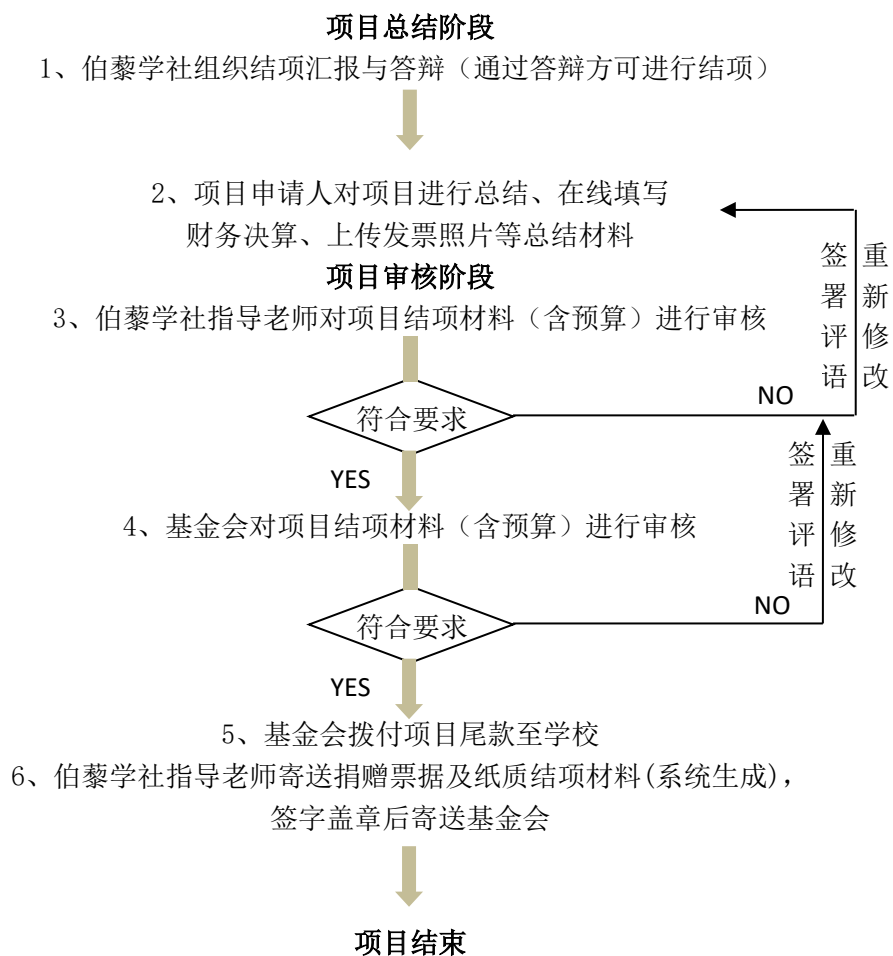 项目总结阶段
1、伯藜学社组织结项汇报与答辩（通过答辩方可进行结项）
2、项目申请人对项目进行总结、在线填写
财务决算、上传发票照片等总结材料
项目审核阶段
3、伯藜学社指导老师对项目结项材料（含预算）进行审核
签署评语
重新修改
符合要求
NO
YES
4、基金会对项目结项材料（含预算）进行审核
签署评语
重新修改
符合要求
NO
YES
5、基金会拨付项目尾款至学校
6、伯藜学社指导老师寄送捐赠票据及纸质结项材料(系统生成)，
签字盖章后寄送基金会
项目结束